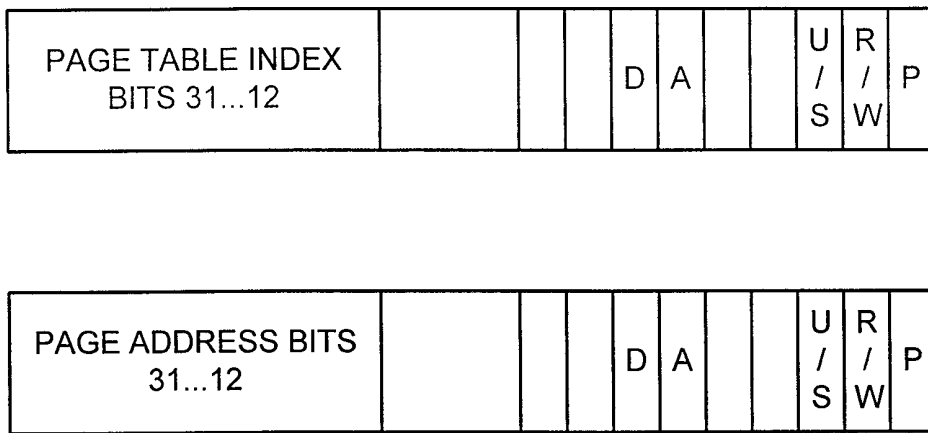 PAGE TABLE INDEX
BITS 31...12
D
A
U
/
S
R
/
W
P
PAGE ADDRESS BITS
31...12
D
A
U
/
S
R
/
W
P